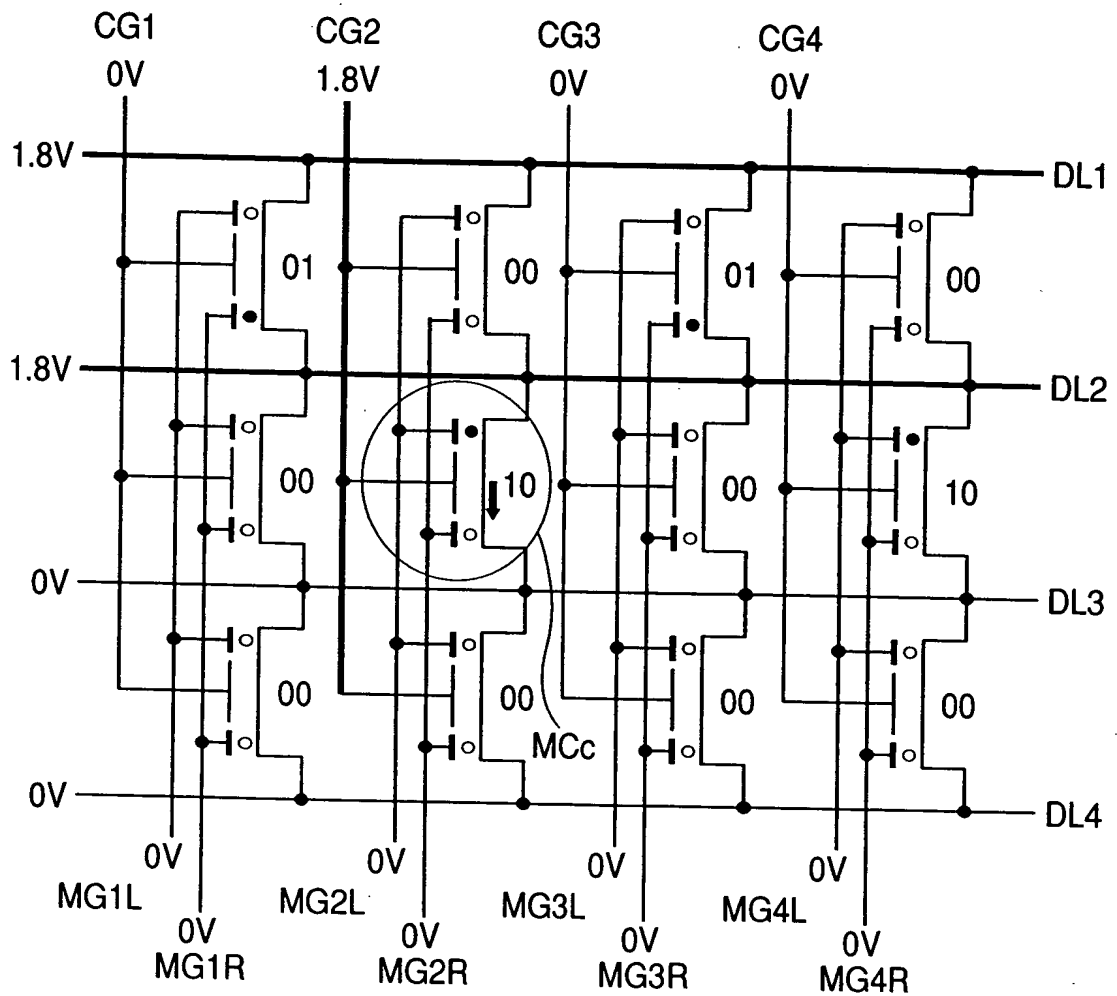 CG1 CG2 CG3 CG4
0V 1.8V 0V 0V
1.8V DL1
01 00 01 00
1.8V DL2
00 10 00 10
0V DL3
00 00 00 00
MCc
0V DL4
0V 0V 0V 0V
MG1L MG2L MG3L MG4L
0V 0V 0V 0V
MG1R MG2R MG3R MG4R